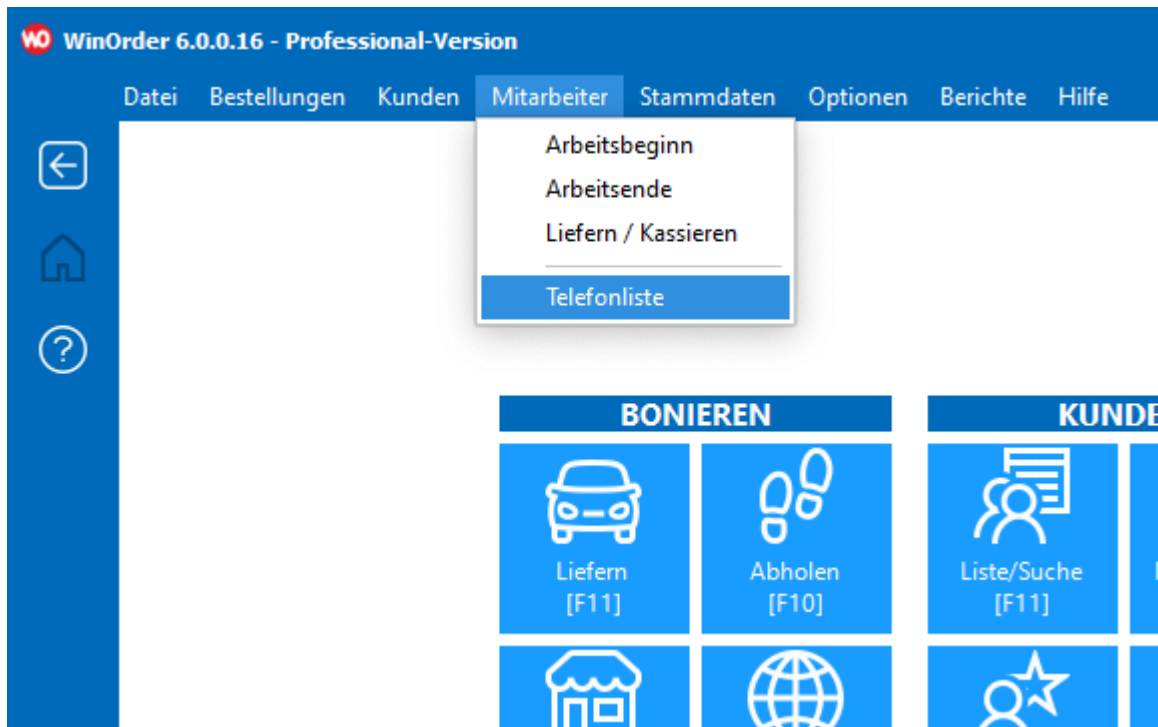 WO WinOrder 6.0.0.16 - Professional-Version
Datei Bestellungen Kunden Mitarbeiter Stammdaten Optionen Berichte Hilfe
Arbeitsbeginn
Arbeitsende
Liefern / Kassieren
Telefonliste
?
BONIEREN KUNDE
Liefern Abholen Liste/Suche
[F11] [F10] [F11]